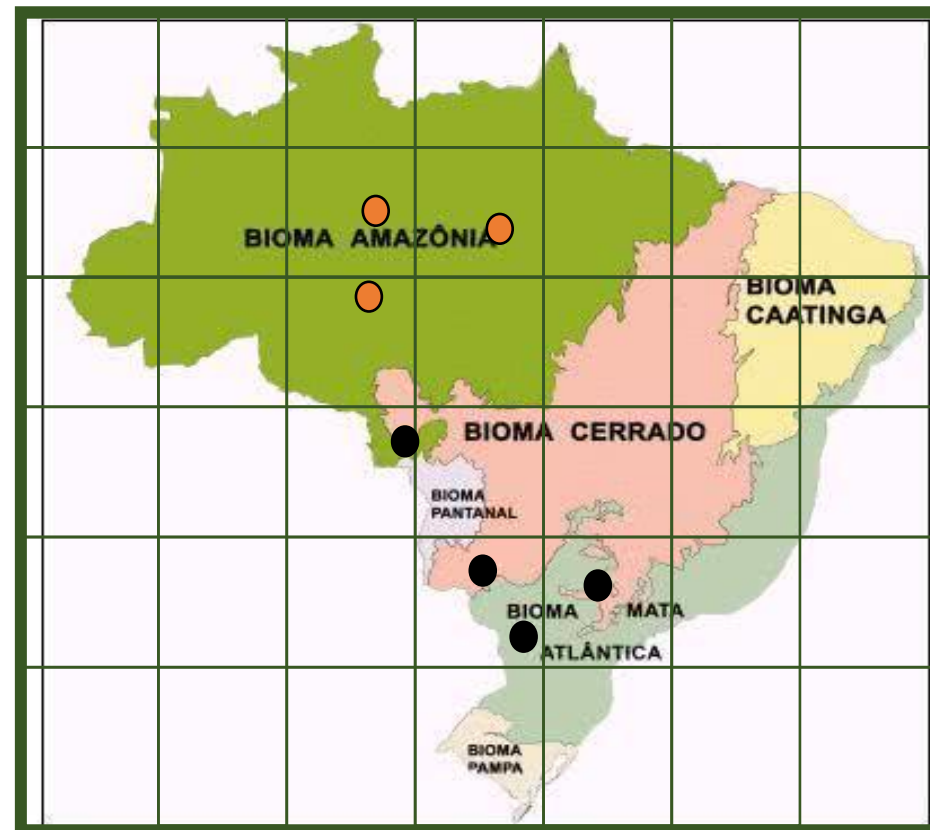 BIOMA AMAZÔNIA
BIOMA
CAATINGA
BIOMA CERRADO
BIOMA
PANTANAL
BIOMA MATA
ATLÂNTICA
BIOMA
PAMPA